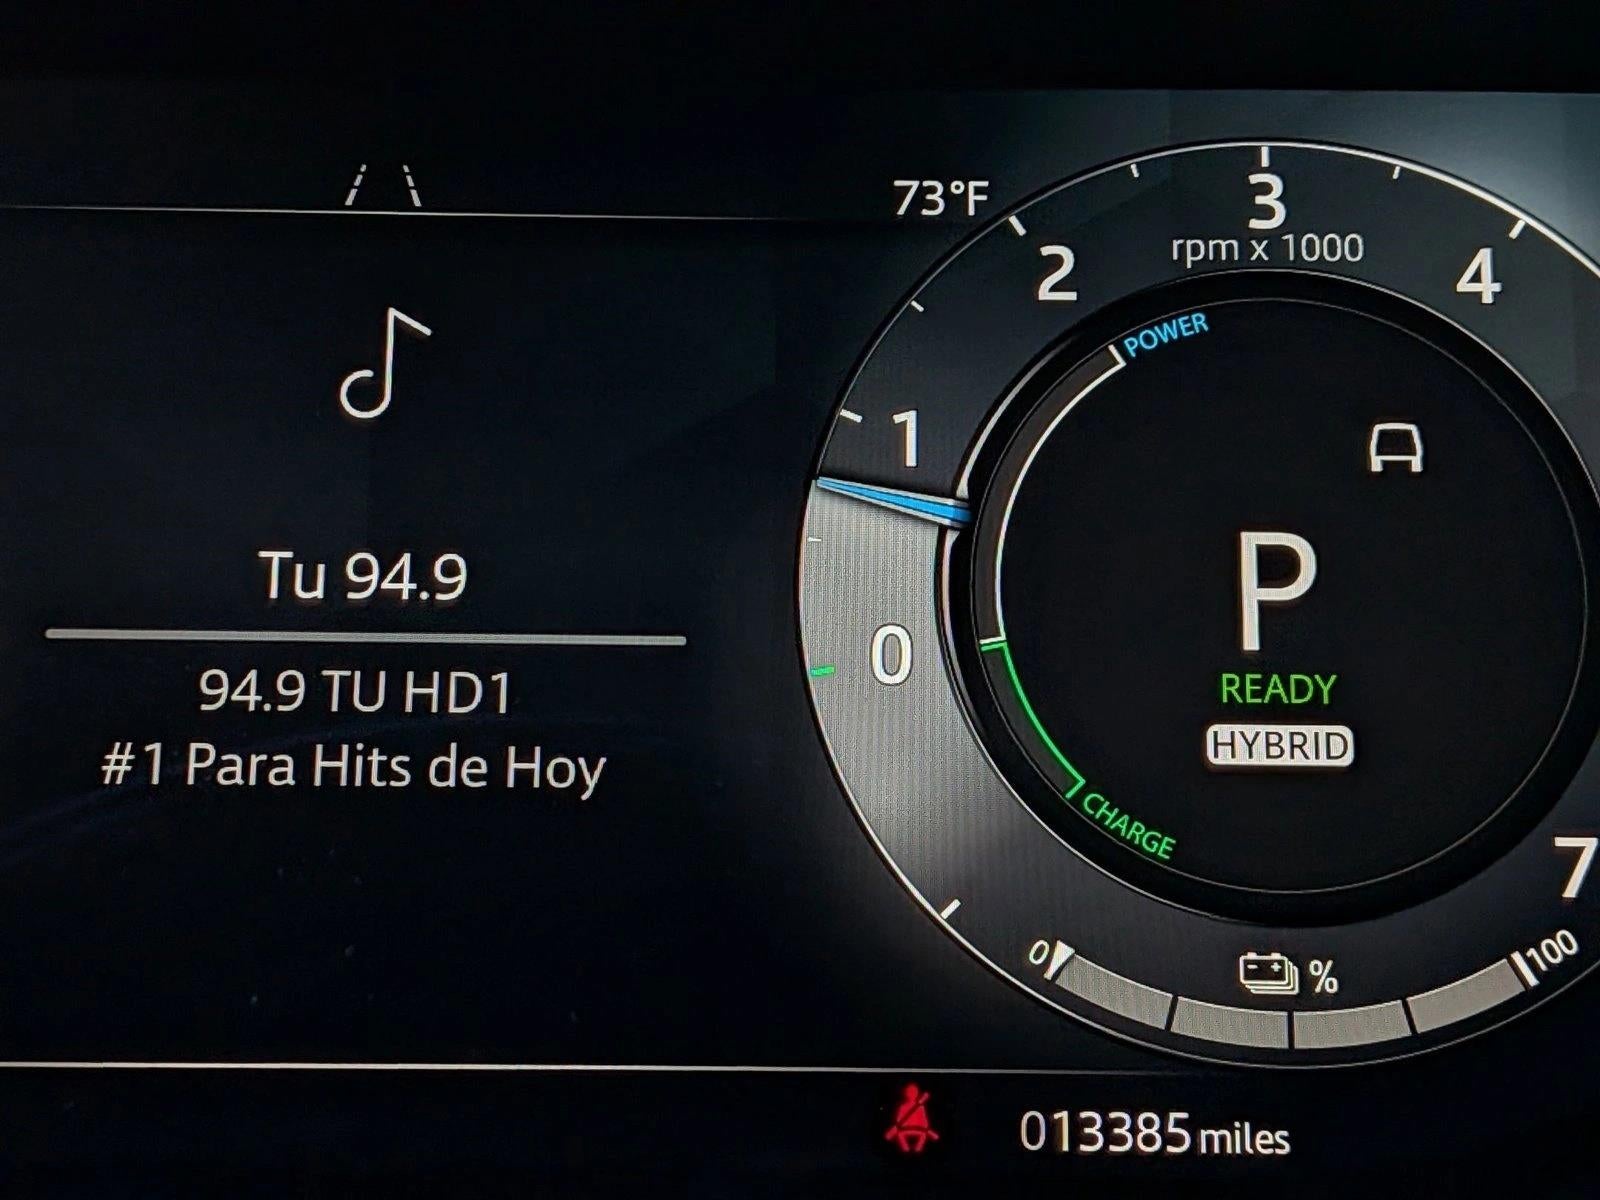 73°F
Tu 94.9
94.9 TU HD1
#1 Para Hits de Hoy
0
1
2
3
4
7
rpm x 1000
POWER
P
READY
HYBRID
CHARGE
0
%
100
013385 miles